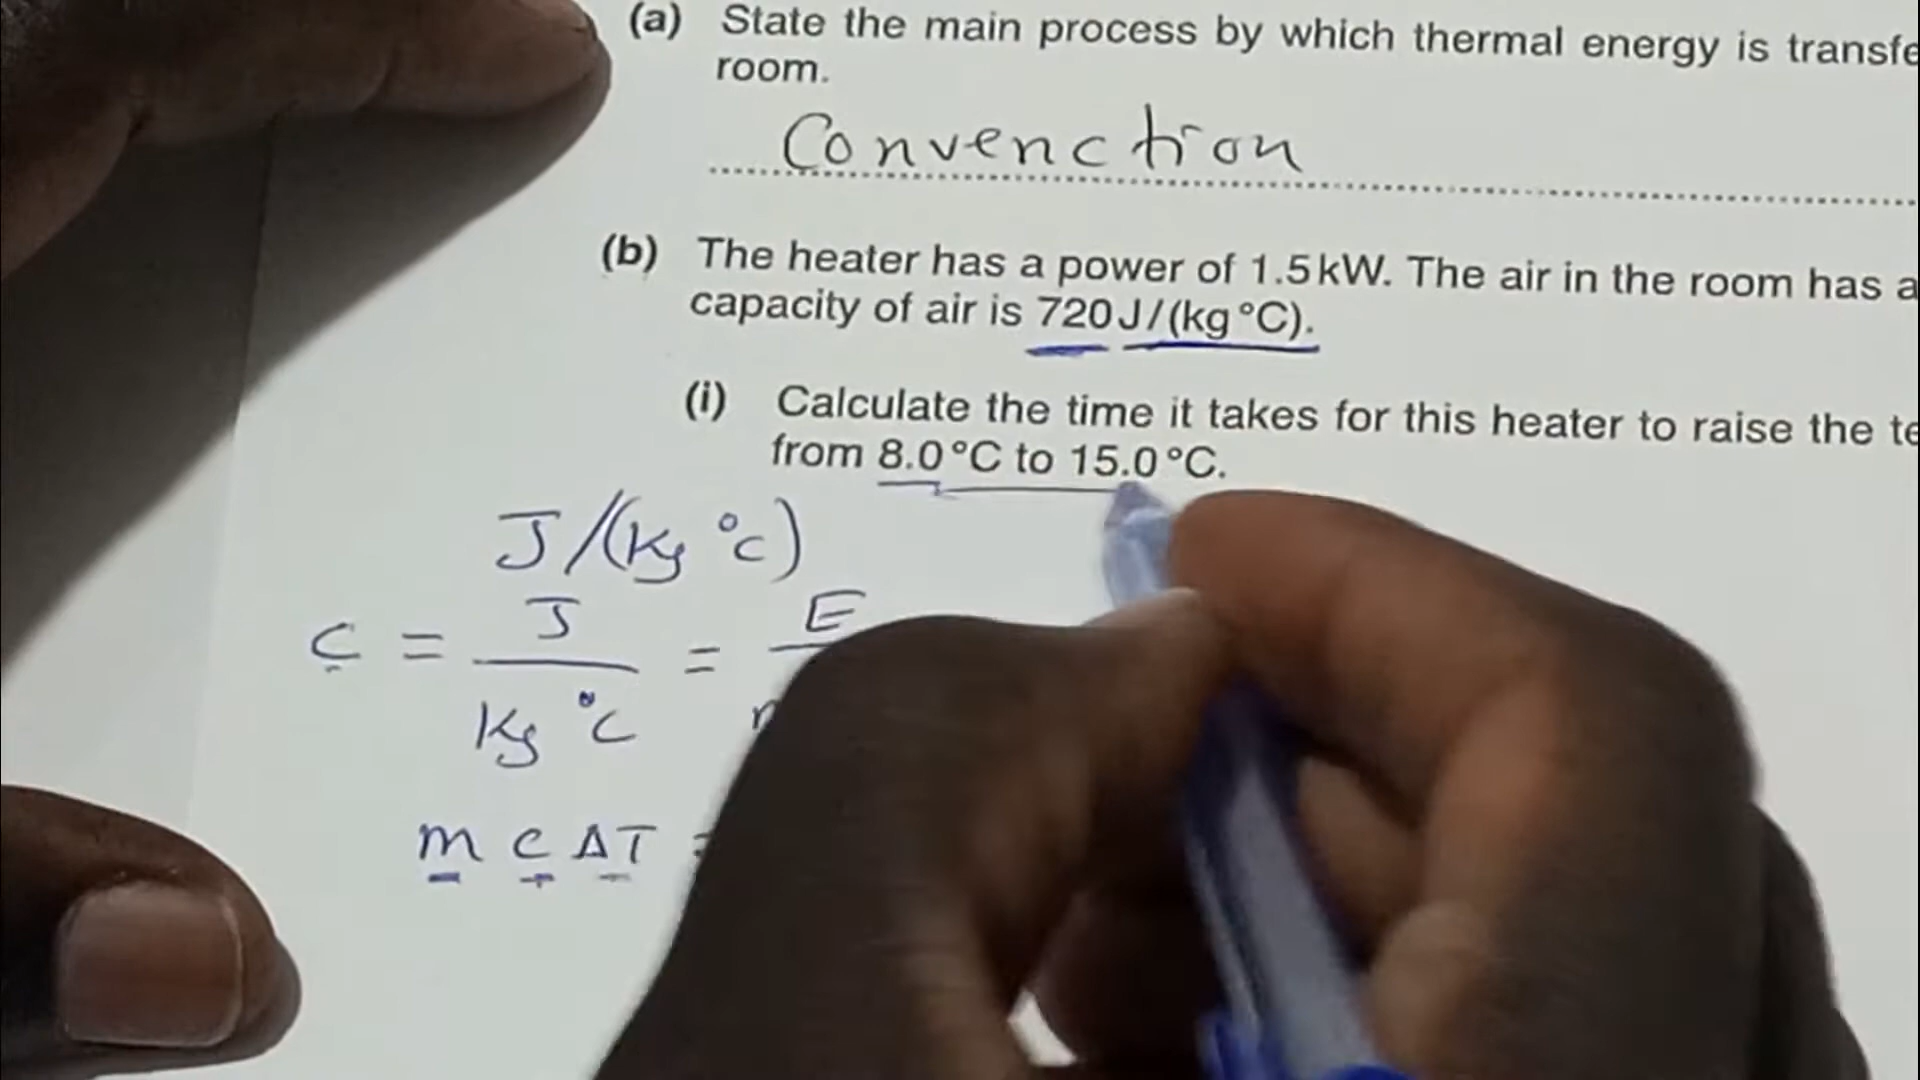 (a) State the main process by which thermal energy is
room.
Convenction
(b) The heater has a power of 1.5 kW. The air in the room has a
capacity of air is 720 J/(kg °C).
(i) Calculate the time it takes for this heater to raise the
from 8.0 °C to 15.0 °C.
J/(kg °C)
C = J / kg °C = E
m c ΔT